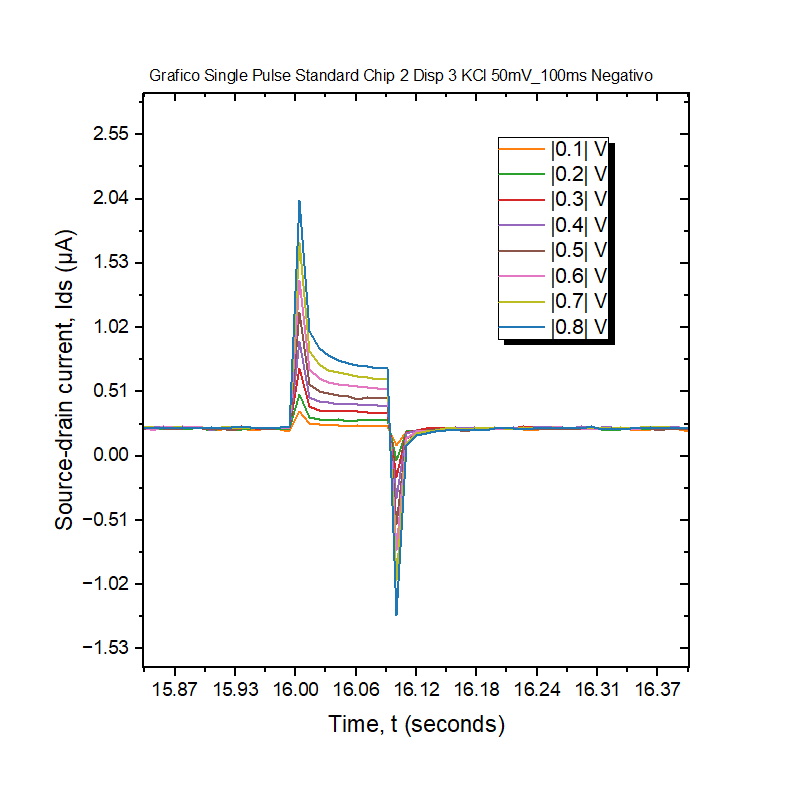 Grafico Single Pulse Standard Chip 2 Disp 3 KCl 50mV_100ms Negativo
|0.1| V
|0.2| V
|0.3| V
|0.4| V
|0.5| V
|0.6| V
|0.7| V
|0.8| V
2.55
2.04
1.53
1.02
0.51
0.00
−0.51
−1.02
−1.53
Source-drain current, Ids (µA)
15.87 15.93 16.00 16.06 16.12 16.18 16.24 16.31 16.37
Time, t (seconds)